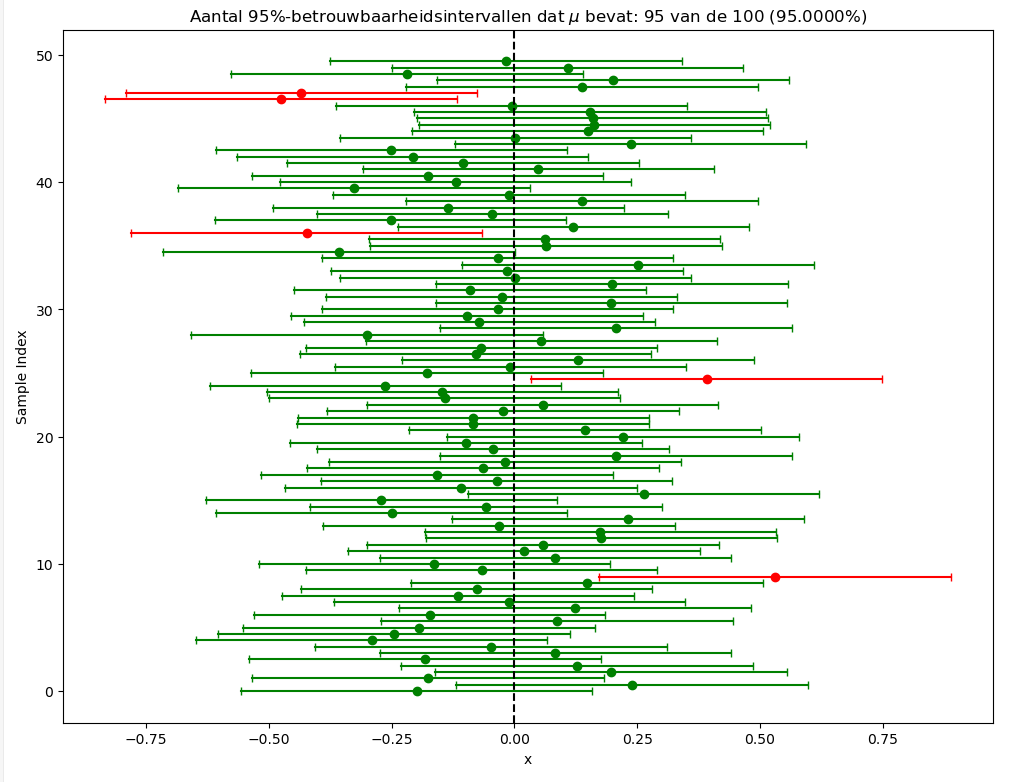 Aantal 95%-betrouwbaarheidsintervallen dat μ bevat: 95 van de 100 (95.0000%)
50
40
30
20
10
0
Sample Index
−0.75 −0.50 −0.25 0.00 0.25 0.50 0.75
x